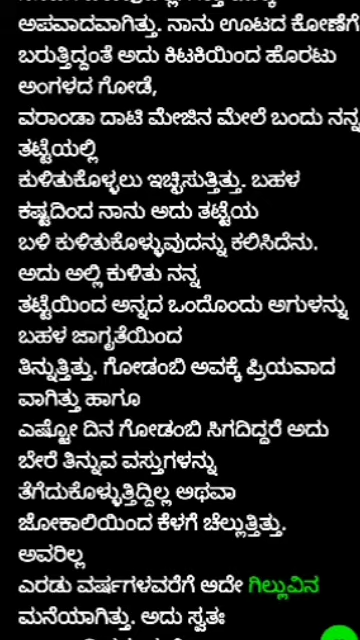 ಅಪವಾದವಾಗಿತ್ತು. ನಾನು ಊಟದ ಕೋಣೆಗೆ
ಬರುತ್ತಿದ್ದಂತೆ ಅದು ಕಿಟಕಿಯಿಂದ ಹೊರಟು
ಅಂಗಳದ ಗೋಡೆ,
ವರಾಂಡಾ ದಾಟಿ ಮೇಜಿನ ಮೇಲೆ ಬಂದು ನನ್ನ
ತಟ್ಟೆಯಲ್ಲಿ
ಕುಳಿತುಕೊಳ್ಳಲು ಇಚ್ಛಿಸುತ್ತಿತ್ತು. ಬಹಳ
ಕಷ್ಟದಿಂದ ನಾನು ಅದು ತಟ್ಟೆಯ
ಬಳಿ ಕುಳಿತುಕೊಳ್ಳುವುದನ್ನು ಕಲಿಸಿದೆನು.
ಅದು ಅಲ್ಲಿ ಕುಳಿತು ನನ್ನ
ತಟ್ಟೆಯಿಂದ ಅನ್ನದ ಒಂದೊಂದು ಅಗುಳನ್ನು
ಬಹಳ ಜಾಗೃತೆಯಿಂದ
ತಿನ್ನುತ್ತಿತ್ತು. ಗೋಡಂಬಿ ಅವಕ್ಕೆ ಪ್ರಿಯವಾದ
ವಾಗಿತ್ತು ಹಾಗೂ
ಎಷ್ಟೋ ದಿನ ಗೋಡಂಬಿ ಸಿಗದಿದ್ದರೆ ಅದು
ಬೇರೆ ತಿನ್ನುವ ವಸ್ತುಗಳನ್ನು
ತೆಗೆದುಕೊಳ್ಳುತ್ತಿದ್ದಿಲ್ಲ ಅಥವಾ
ಜೋಕಾಲಿಯಿಂದ ಕೆಳಗೆ ಚೆಲ್ಲುತ್ತಿತ್ತು.
ಅವರಿಲ್ಲ
ಎರಡು ವರ್ಷಗಳವರೆಗೆ ಅದೇ ಗಿಲ್ಲುವಿನ
ಮನೆಯಾಗಿತ್ತು. ಅದು ಸ್ವತಃ